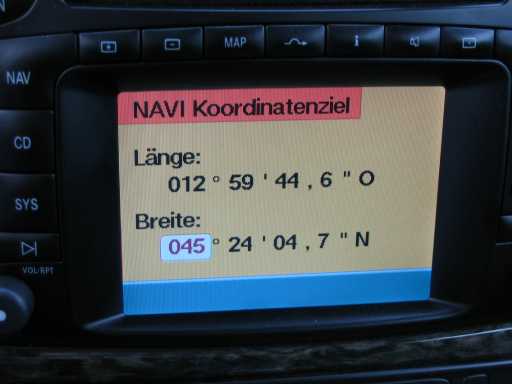 MAP
i
NAV
CD
SYS
VOL/RPT
NAVI Koordinatenziel
Länge:
012 ° 59 ' 44 , 6 " O
Breite:
045 ° 24 ' 04 , 7 " N